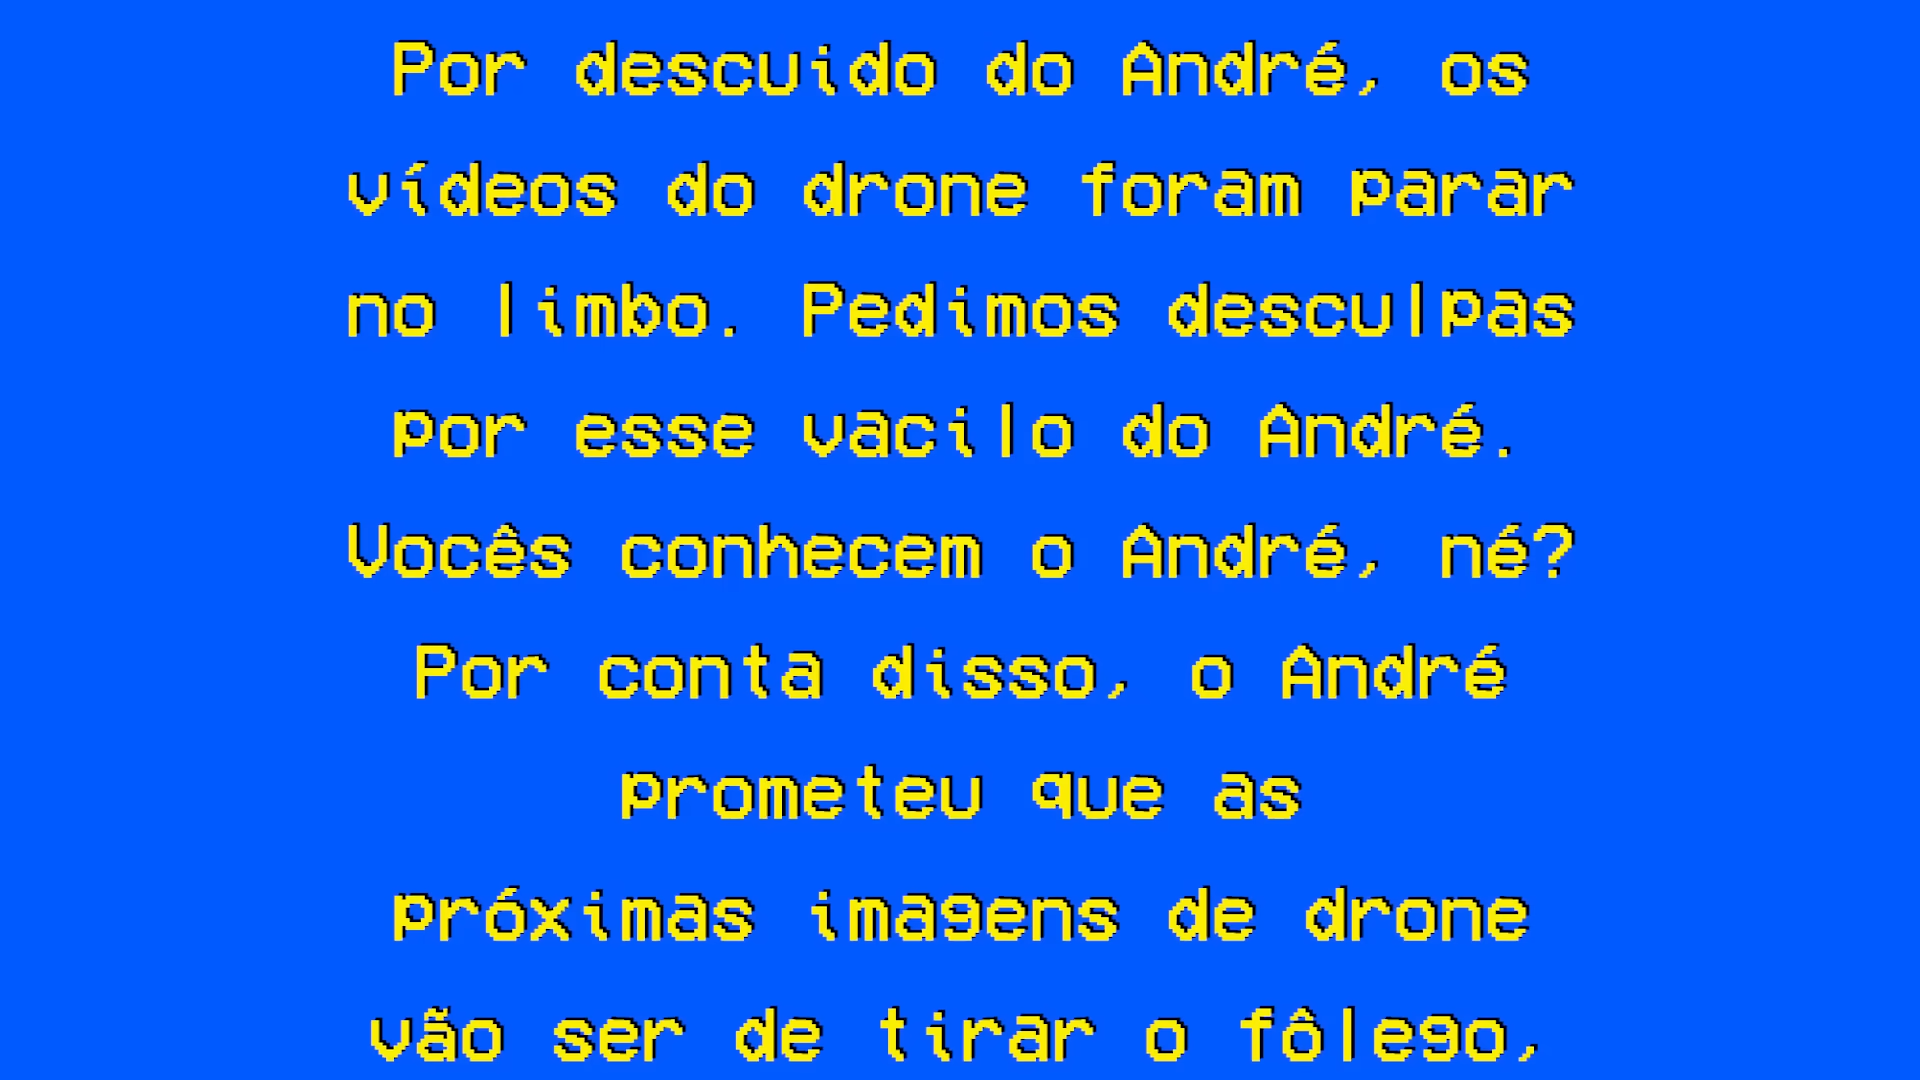 Por descuido do André, os
vídeos do drone foram parar
no limbo. Pedimos desculpas
por esse vacilo do André.
Vocês conhecem o André, né?
Por conta disso, o André
prometeu que as
próximas imagens de drone
vão ser de tirar o fôlego,